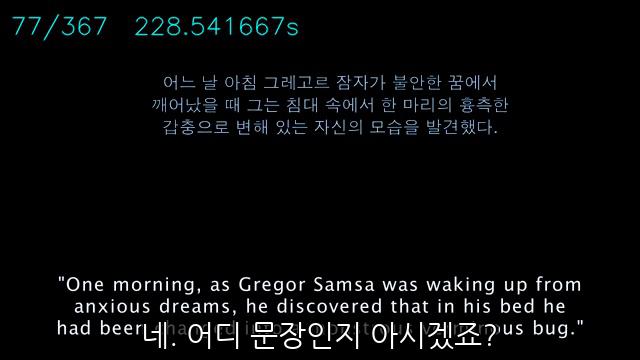 77/367 228.541667s
어느 날 아침 그레고르 잠자가 불안한 꿈에서
깨어났을 때 그는 침대 속에서 한 마리의 흉측한
갑충으로 변해 있는 자신의 모습을 발견했다.
"One morning, as Gregor Samsa was waking up from
anxious dreams, he discovered that in his bed he
had been changed into a monstrous verminous bug."
네. 어디 문장인지 아시겠죠?